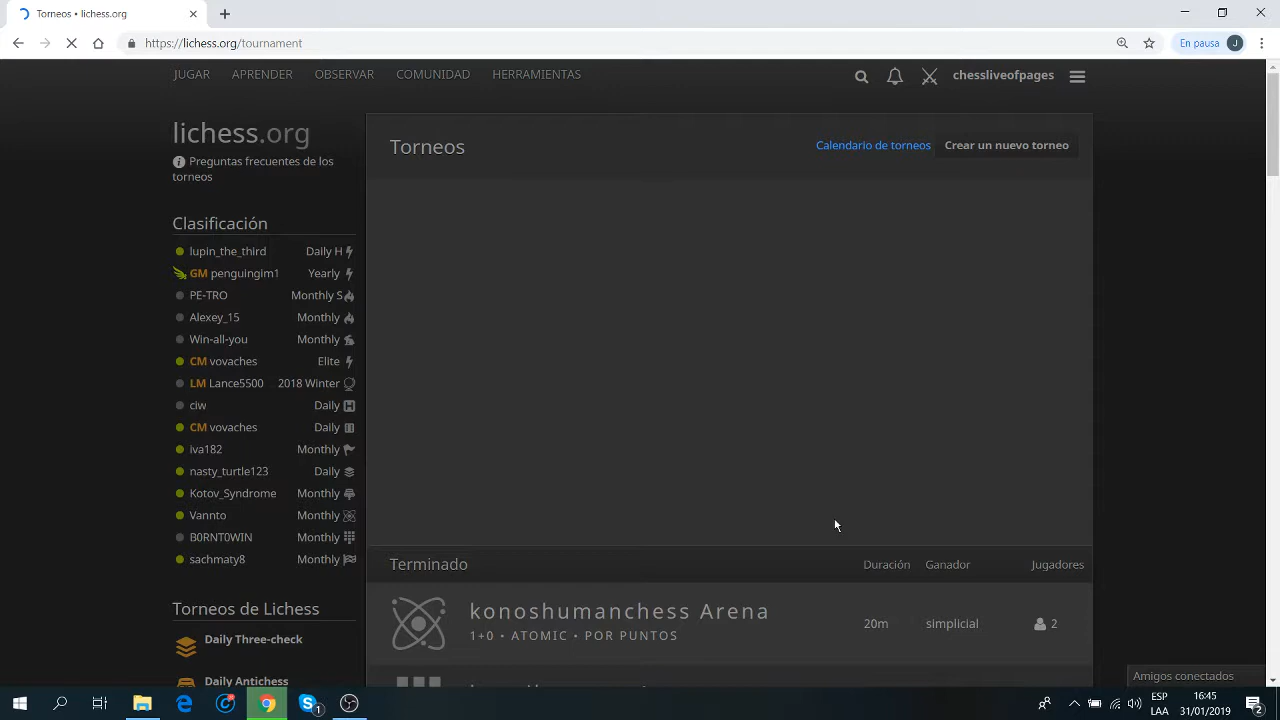 Torneos • lichess.org
https://lichess.org/tournament
En pausa
J
JUGAR APRENDER OBSERVAR COMUNIDAD HERRAMIENTAS
chessliveofpages
lichess.org
Preguntas frecuentes de los
torneos
Torneos
Calendario de torneos
Crear un nuevo torneo
Clasificación
lupin_the_third Daily H
GM penguingim1 Yearly
PE-TRO Monthly S
Alexey_15 Monthly
Win-all-you Monthly
CM vovaches Elite
LM Lance5500 2018 Winter
ciw Daily
CM vovaches Daily
iva182 Monthly
nasty_turtle123 Daily
Kotov_Syndrome Monthly
Vannto Monthly
B0RNT0WIN Monthly
sachmaty8 Monthly
Torneos de Lichess
Daily Three-check
Daily Antichess
Terminado Duración Ganador Jugadores
konoshumanchess Arena
1+0 • ATOMIC • POR PUNTOS
20m simplicial 2
Amigos conectados
ESP
LAA
16:45
31/01/2019
1
2